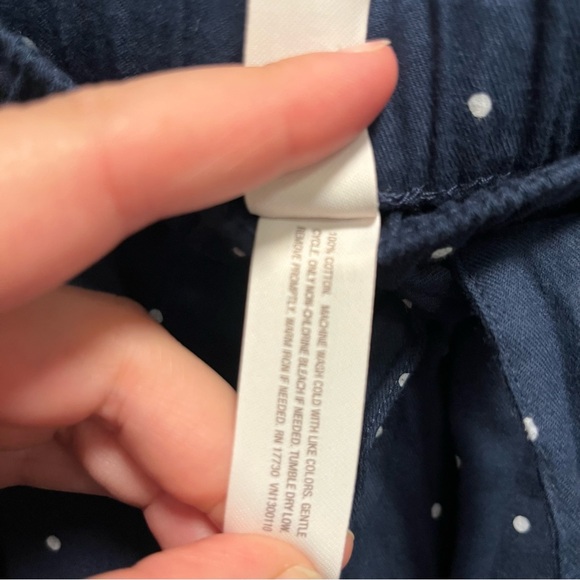 100% COTTON. MACHINE WASH COLD WITH LIKE COLORS. GENTLE
CYCLE. ONLY NON-CHLORINE BLEACH IF NEEDED. TUMBLE DRY LOW.
REMOVE PROMPTLY. WARM IRON IF NEEDED. RN 17730. VN1300110